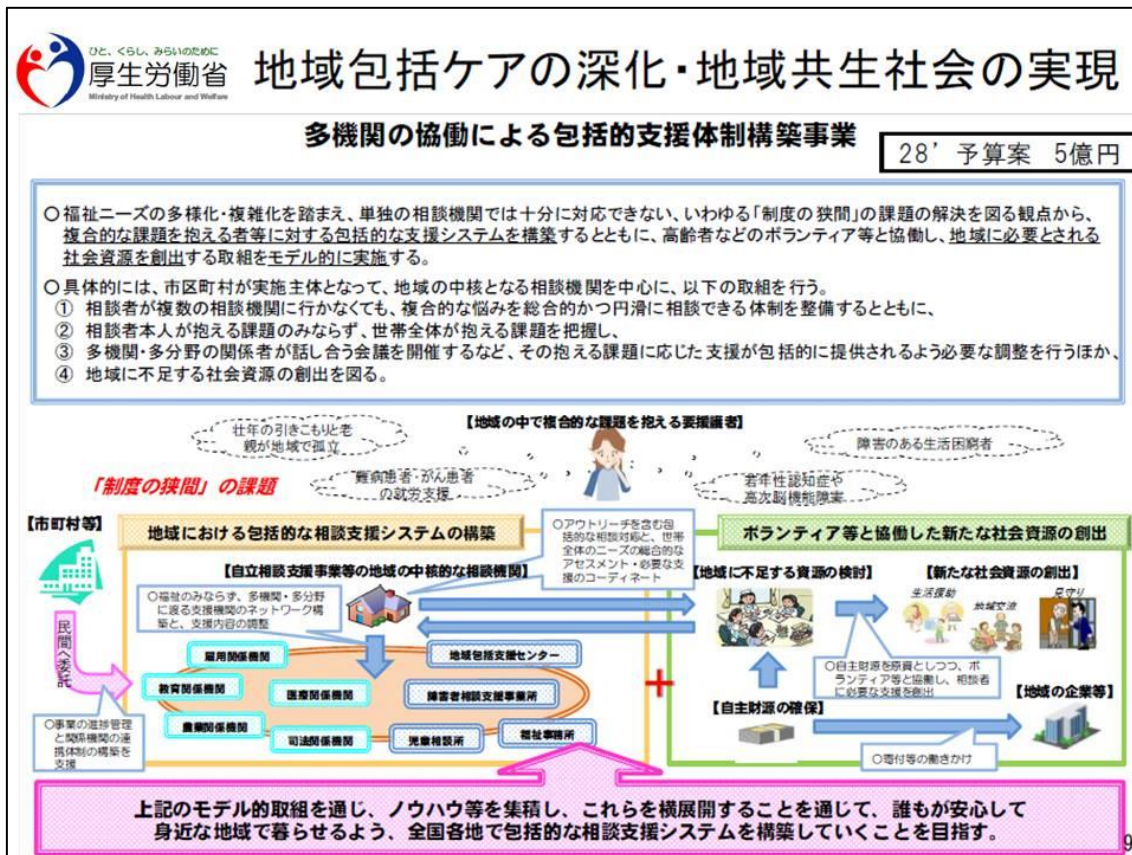 ひと、くらし、みらいのために
厚生労働省
Ministry of Health Labour and Welfare
地域包括ケアの深化・地域共生社会の実現
多機関の協働による包括的支援体制構築事業
28’ 予算案 5億円
○福祉ニーズの多様化・複雑化を踏まえ、単独の相談機関では十分に対応できない、いわゆる「制度の狭間」の課題の解決を図る観点から、
複合的な課題を抱える者等に対する包括的な支援システムを構築するとともに、高齢者などのボランティア等と協働し、地域に必要とされる
社会資源を創出する取組をモデル的に実施する。
○具体的には、市区町村が実施主体となって、地域の中核となる相談機関を中心に、以下の取組を行う。
① 相談者が複数の相談機関に行かなくても、複合的な悩みを総合的かつ円滑に相談できる体制を整備するとともに、
② 相談者本人が抱える課題のみならず、世帯全体が抱える課題を把握し、
③ 多機関・多分野の関係者が話し合う会議を開催するなど、その抱える課題に応じた支援が包括的に提供されるよう必要な調整を行うほか、
④ 地域に不足する社会資源の創出を図る。
【地域の中で複合的な課題を抱える要援護者】
壮年の引きこもりと老
親が地域で孤立
障害のある生活困窮者
難病患者・がん患者
の就労支援
若年性認知症や
高次脳機能障害
「制度の狭間」の課題
【市町村等】
地域における包括的な相談支援システムの構築
○アウトリーチを含む包
括的な相談対応と、世帯
全体のニーズの総合的な
アセスメント・必要な支
援のコーディネート
ボランティア等と協働した新たな社会資源の創出
【自立相談支援事業等の地域の中核的な相談機関】
【地域に不足する資源の検討】
【新たな社会資源の創出】
○福祉のみならず、多機関・多分野
に渡る支援機関のネットワーク構
築と、支援内容の調整
生活援助
地域交流
見守り
民間へ委託
雇用関係機関
地域包括支援センター
教育関係機関
医療関係機関
障害者相談支援事業所
農業関係機関
司法関係機関
児童相談所
福祉事務所
○事業の進捗管理
と関係機関の連
携体制の構築を
支援
+
○自主財源を原資としつつ、ボ
ランティア等と協働し、相談者
に必要な支援を創出
【自主財源の確保】
【地域の企業等】
○寄付等の働きかけ
上記のモデル的取組を通じ、ノウハウ等を集積し、これらを横展開することを通じて、誰もが安心して
身近な地域で暮らせるよう、全国各地で包括的な相談支援システムを構築していくことを目指す。
9